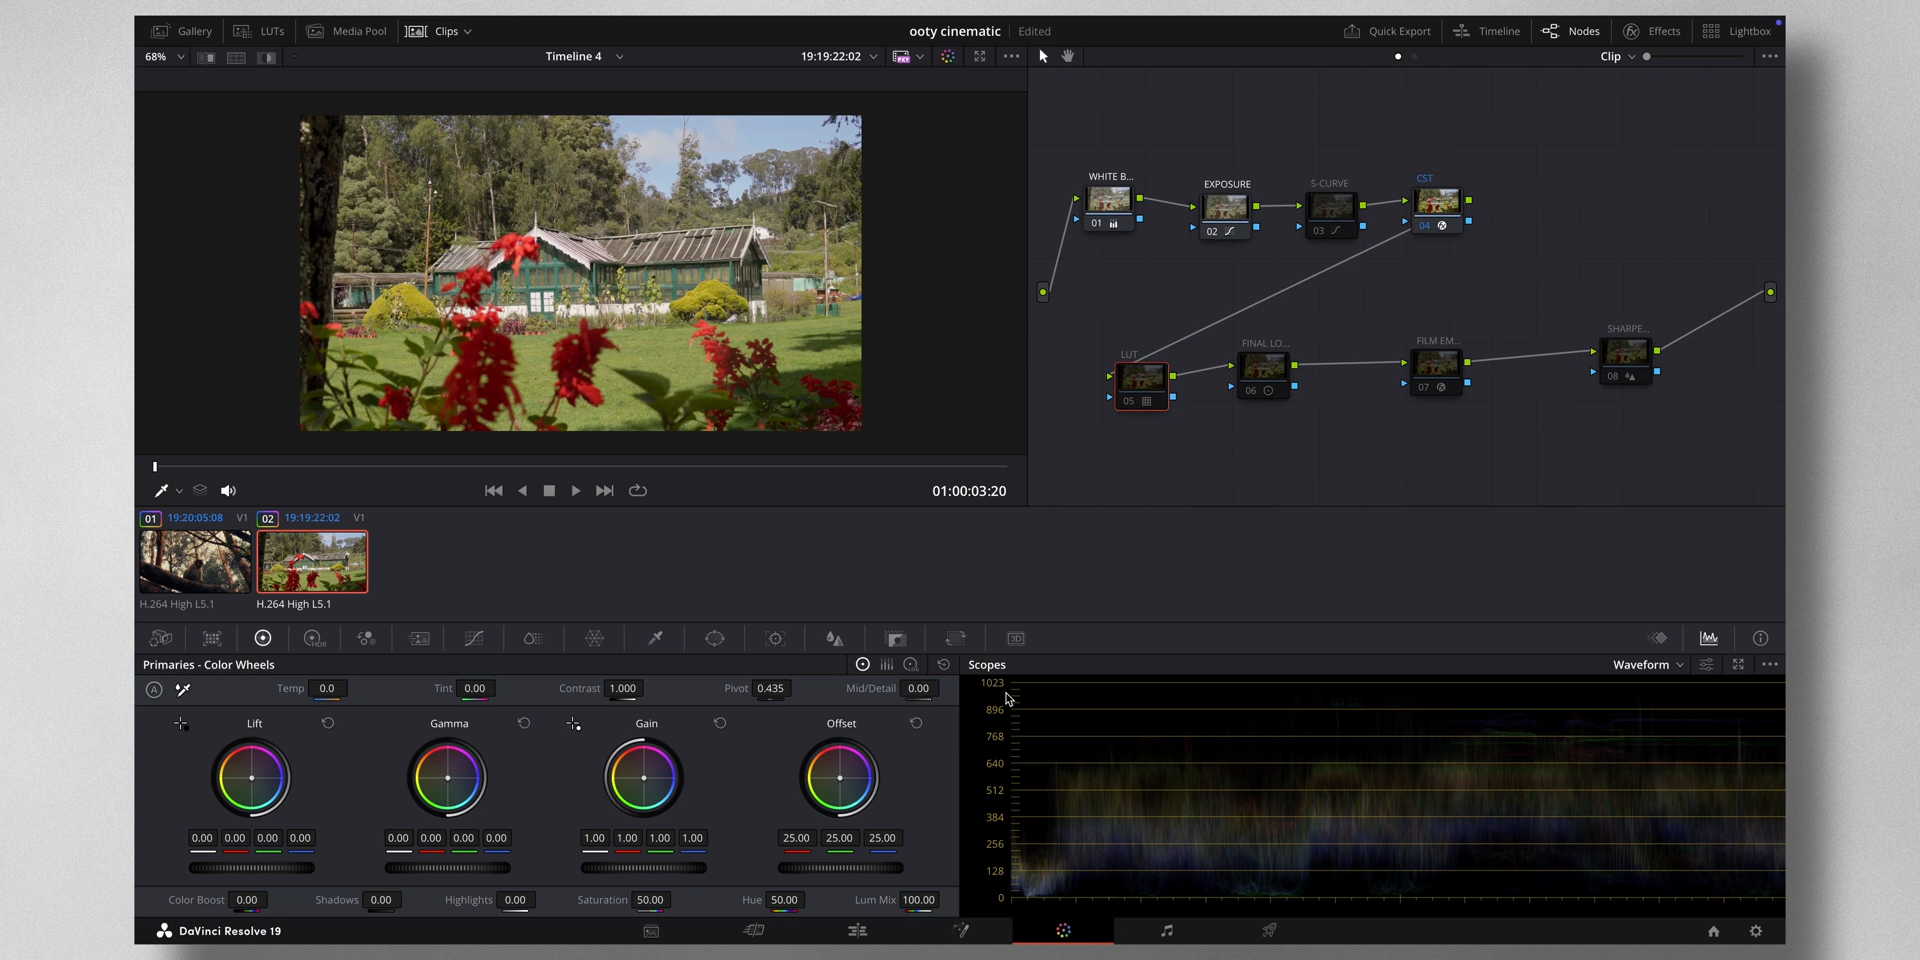 Gallery LUTs Media Pool Clips ooty cinematic Edited Quick Export Timeline Nodes Effects Lightbox
68% Timeline 4 19:19:22:02 PXY Clip
WHITE B... EXPOSURE S-CURVE CST
01 02 03 04
LUT FINAL LO... FILM EM... SHARPE...
05 06 07 08
01:00:03:20
01 19:20:05:08 V1 02 19:19:22:02 V1
H.264 High L5.1 H.264 High L5.1
HDR 3D
Primaries - Color Wheels Scopes Waveform
LOG
A Temp 0.0 Tint 0.00 Contrast 1.000 Pivot 0.435 Mid/Detail 0.00
Lift Gamma Gain Offset
0.00 0.00 0.00 0.00 0.00 0.00 0.00 0.00 1.00 1.00 1.00 1.00 25.00 25.00 25.00
Color Boost 0.00 Shadows 0.00 Highlights 0.00 Saturation 50.00 Hue 50.00 Lum Mix 100.00
1023
896
768
640
512
384
256
128
0
DaVinci Resolve 19